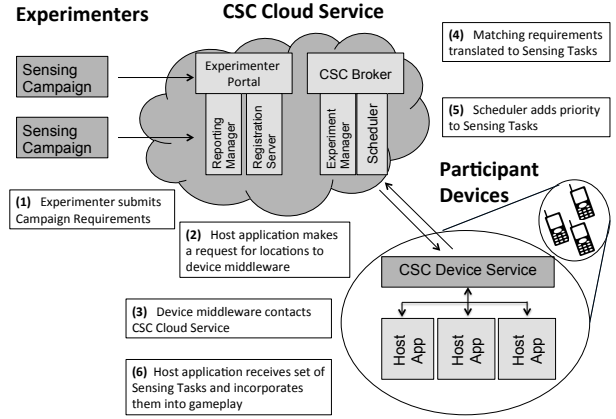 Experimenters
CSC Cloud Service
Sensing
Campaign
Sensing
Campaign
Experimenter
Portal
CSC Broker
Reporting
Manager
Registration
Server
Experiment
Manager
Scheduler
(4) Matching requirements
translated to Sensing Tasks
(5) Scheduler adds priority
to Sensing Tasks
Participant
Devices
(1) Experimenter submits
Campaign Requirements
(2) Host application makes
a request for locations to
device middleware
CSC Device Service
(3) Device middleware contacts
CSC Cloud Service
Host
App
Host
App
Host
App
(6) Host application receives set of
Sensing Tasks and incorporates
them into gameplay